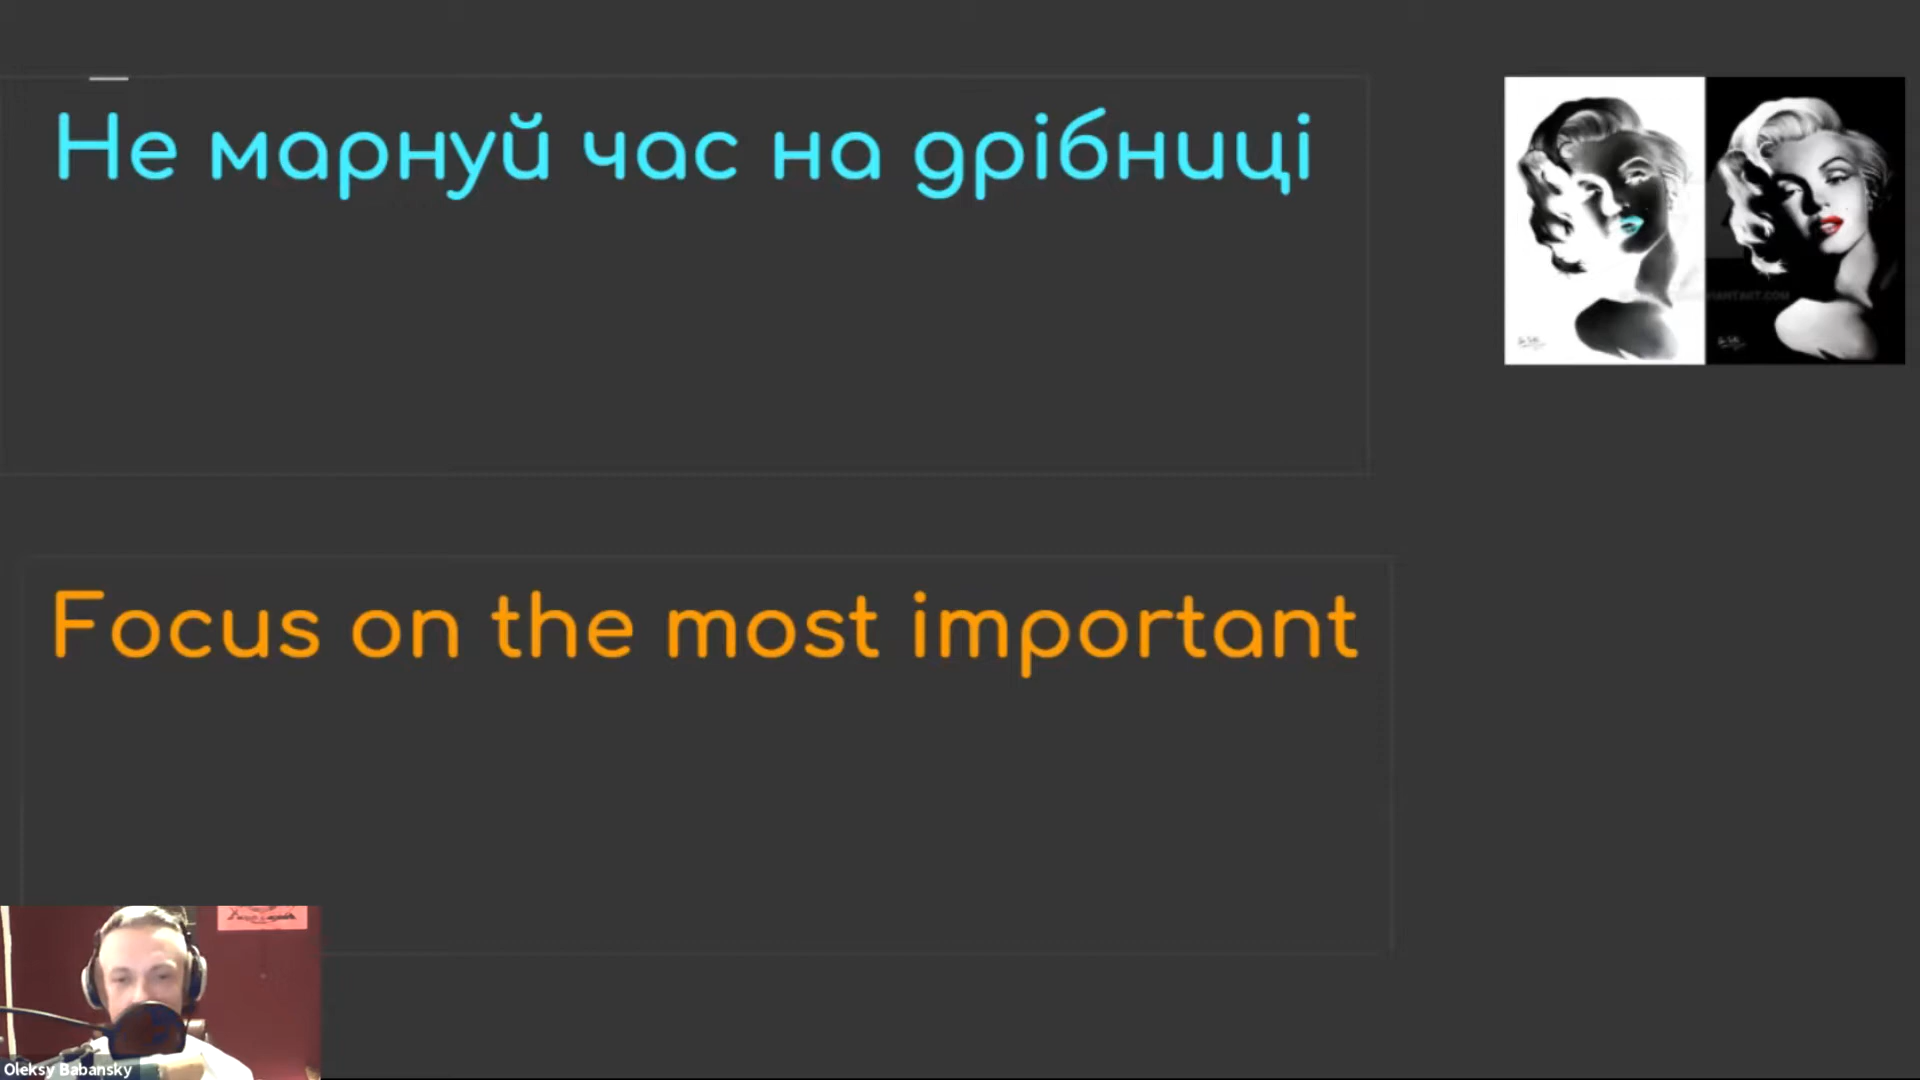 Не марнуй час на дрібниці
Focus on the most important
Oleksy Babansky